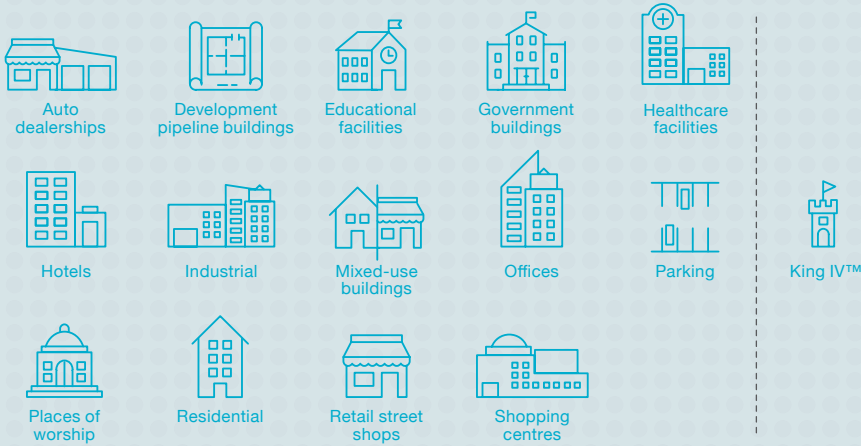 Auto
dealerships
Development
pipeline buildings
Educational
facilities
Government
buildings
Healthcare
facilities
Hotels
Industrial
Mixed-use
buildings
Offices
Parking
King IV™
Places of
worship
Residential
Retail street
shops
Shopping
centres